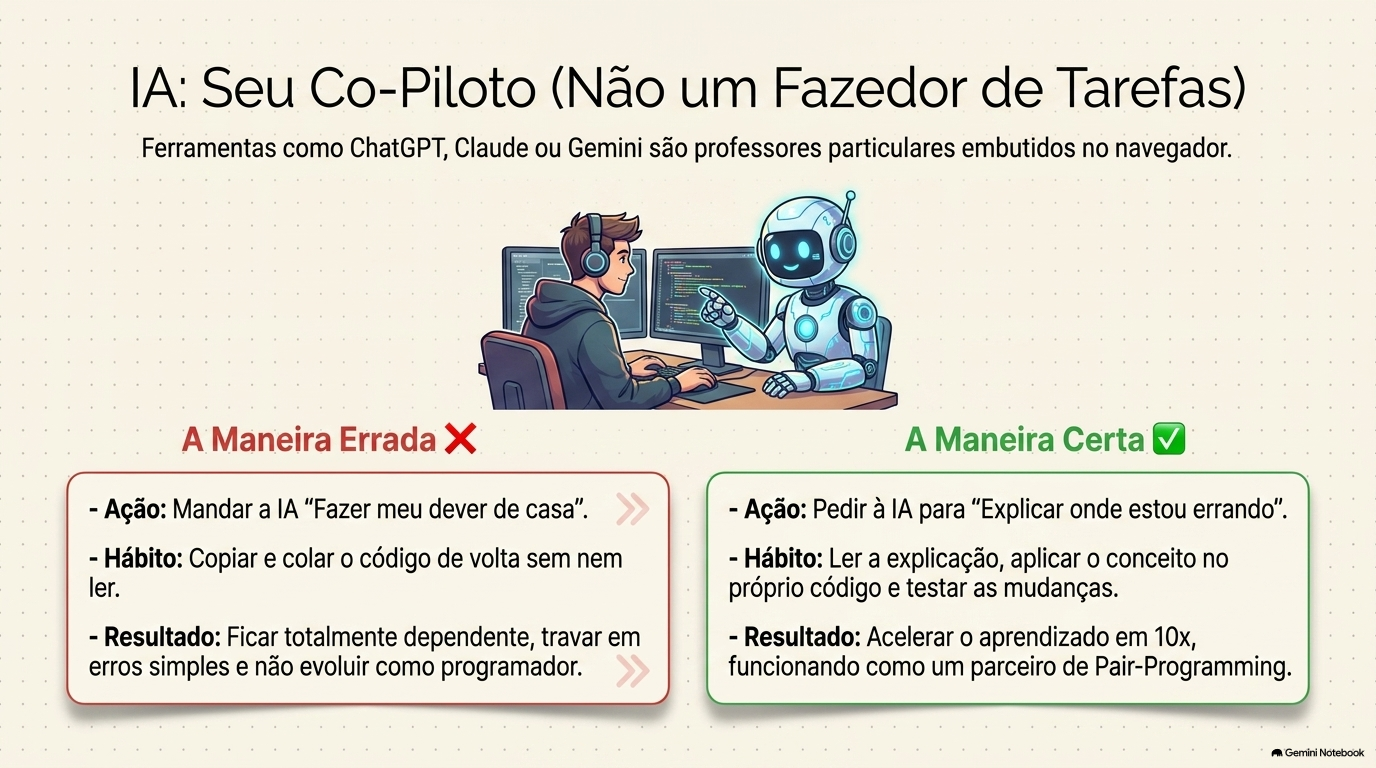 IA: Seu Co-Piloto (Não um Fazedor de Tarefas)
Ferramentas como ChatGPT, Claude ou Gemini são professores particulares embutidos no navegador.
A Maneira Errada ❌
- Ação: Mandar a IA “Fazer meu dever de casa”.
- Hábito: Copiar e colar o código de volta sem nem
ler.
- Resultado: Ficar totalmente dependente, travar em
erros simples e não evoluir como programador.
A Maneira Certa ✅
- Ação: Pedir à IA para “Explicar onde estou errando”.
- Hábito: Ler a explicação, aplicar o conceito no
próprio código e testar as mudanças.
- Resultado: Acelerar o aprendizado em 10x,
funcionando como um parceiro de Pair-Programming.
Gemini Notebook